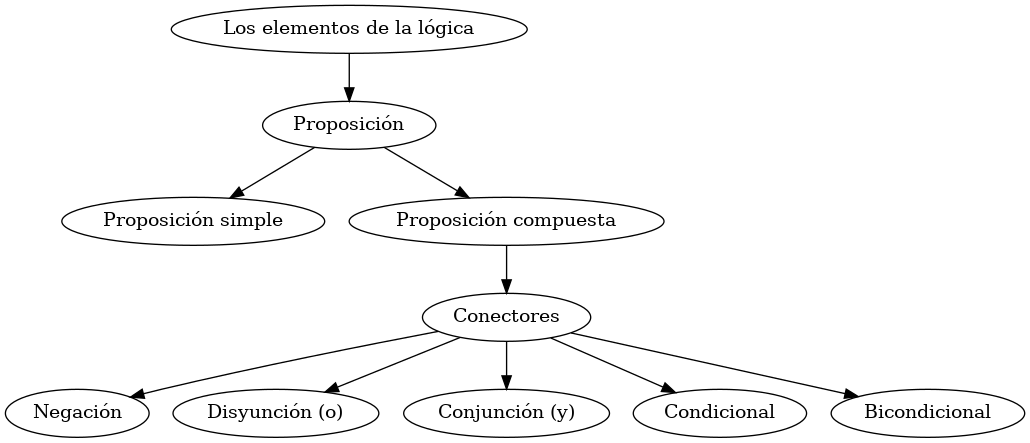 Los elementos de la lógica
Proposición
Proposición simple
Proposición compuesta
Conectores
Negación
Disyunción (o)
Conjunción (y)
Condicional
Bicondicional